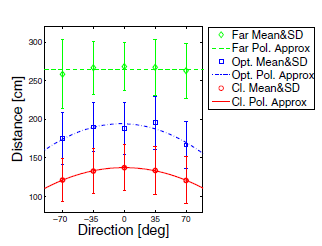 300
250
200
150
100
Distance [cm]
-70
-35
0
35
70
Direction [deg]
Far Mean&SD
Far Pol. Approx
Opt. Mean&SD
Opt. Pol. Approx
Cl. Mean&SD
Cl. Pol. Approx